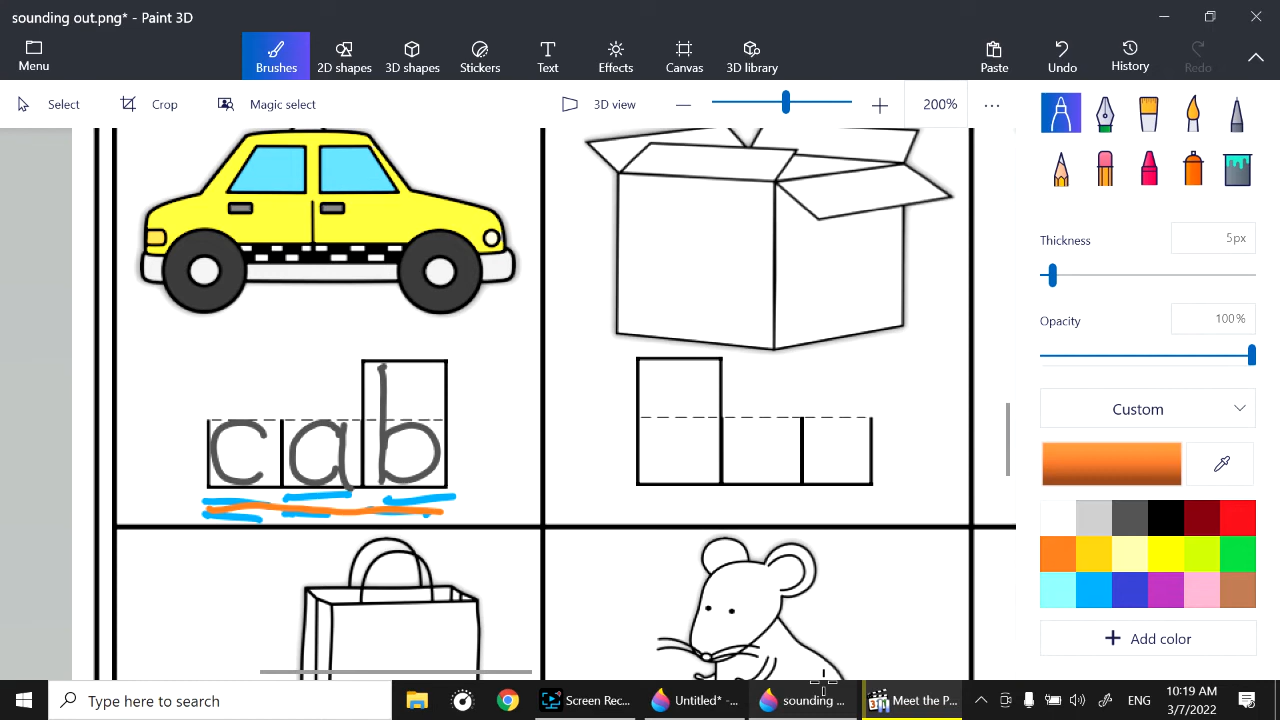 sounding out.png* - Paint 3D
Menu
Brushes
2D shapes
3D shapes
Stickers
Text
Effects
Canvas
3D library
Paste
Undo
History
Redo
Select
Crop
Magic select
3D view
200%
Thickness
5px
Opacity
100%
Custom
Add color
cab
Type here to search
Screen Rec...
Untitled* -...
sounding ...
Meet the P...
ENG
10:19 AM
3/7/2022